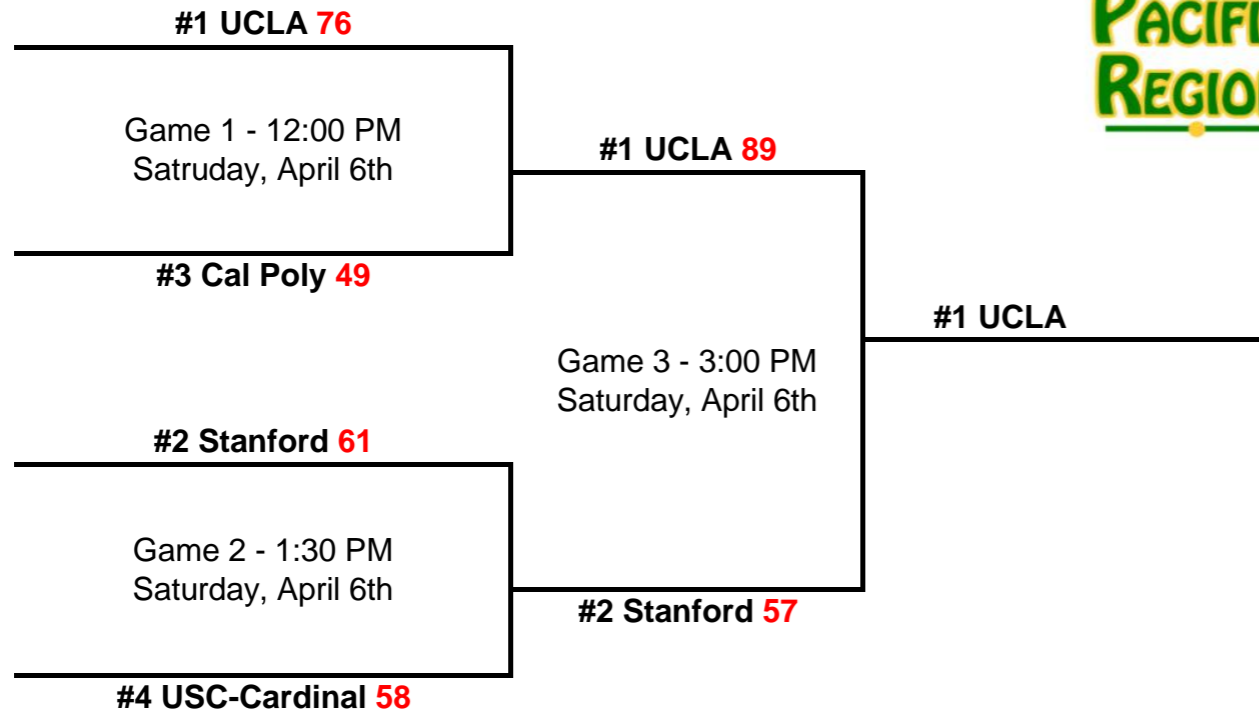 #1 UCLA 76
Game 1 - 12:00 PM
Satruday, April 6th
#3 Cal Poly 49
#1 UCLA 89
Game 3 - 3:00 PM
Saturday, April 6th
#1 UCLA
#2 Stanford 61
Game 2 - 1:30 PM
Saturday, April 6th
#2 Stanford 57
#4 USC-Cardinal 58